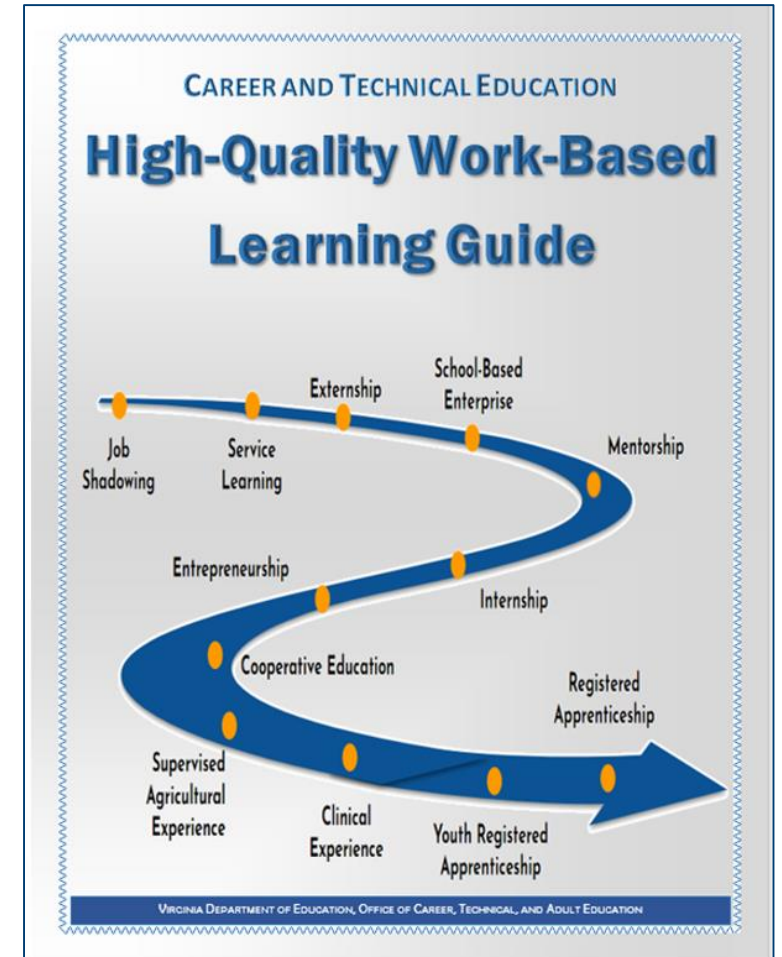 CAREER AND TECHNICAL EDUCATION
High-Quality Work-Based
Learning Guide
Job
Shadowing
Service
Learning
Externship
School-Based
Enterprise
Mentorship
Internship
Entrepreneurship
Cooperative Education
Supervised
Agricultural
Experience
Clinical
Experience
Youth Registered
Apprenticeship
Registered
Apprenticeship
VIRGINIA DEPARTMENT OF EDUCATION, OFFICE OF CAREER, TECHNICAL, AND ADULT EDUCATION